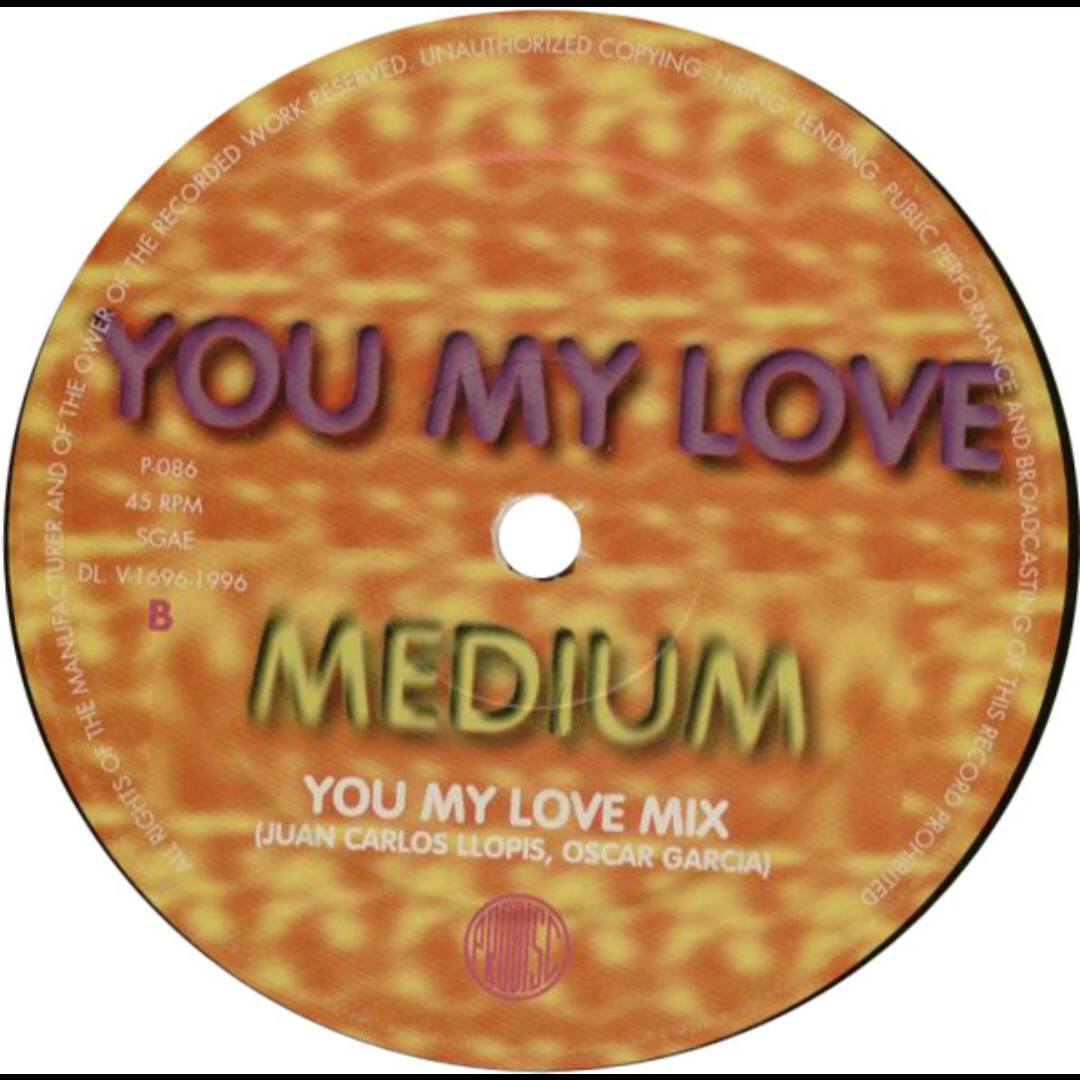 ALL RIGHTS OF THE MANUFACTURER AND OF THE OWER OF THE RECORDED WORK RESERVED. UNAUTHORIZED COPYING. HIRING. LENDING. PUBLIC PERFORMANCE AND BROADCASTING OF THIS RECORD PROHIBITED
YOU MY LOVE
P-086
45 RPM
SGAE
DL. V-1696-1996
B
MEDIUM
YOU MY LOVE MIX
(JUAN CARLOS LLOPIS, OSCAR GARCIA)
PRODISC